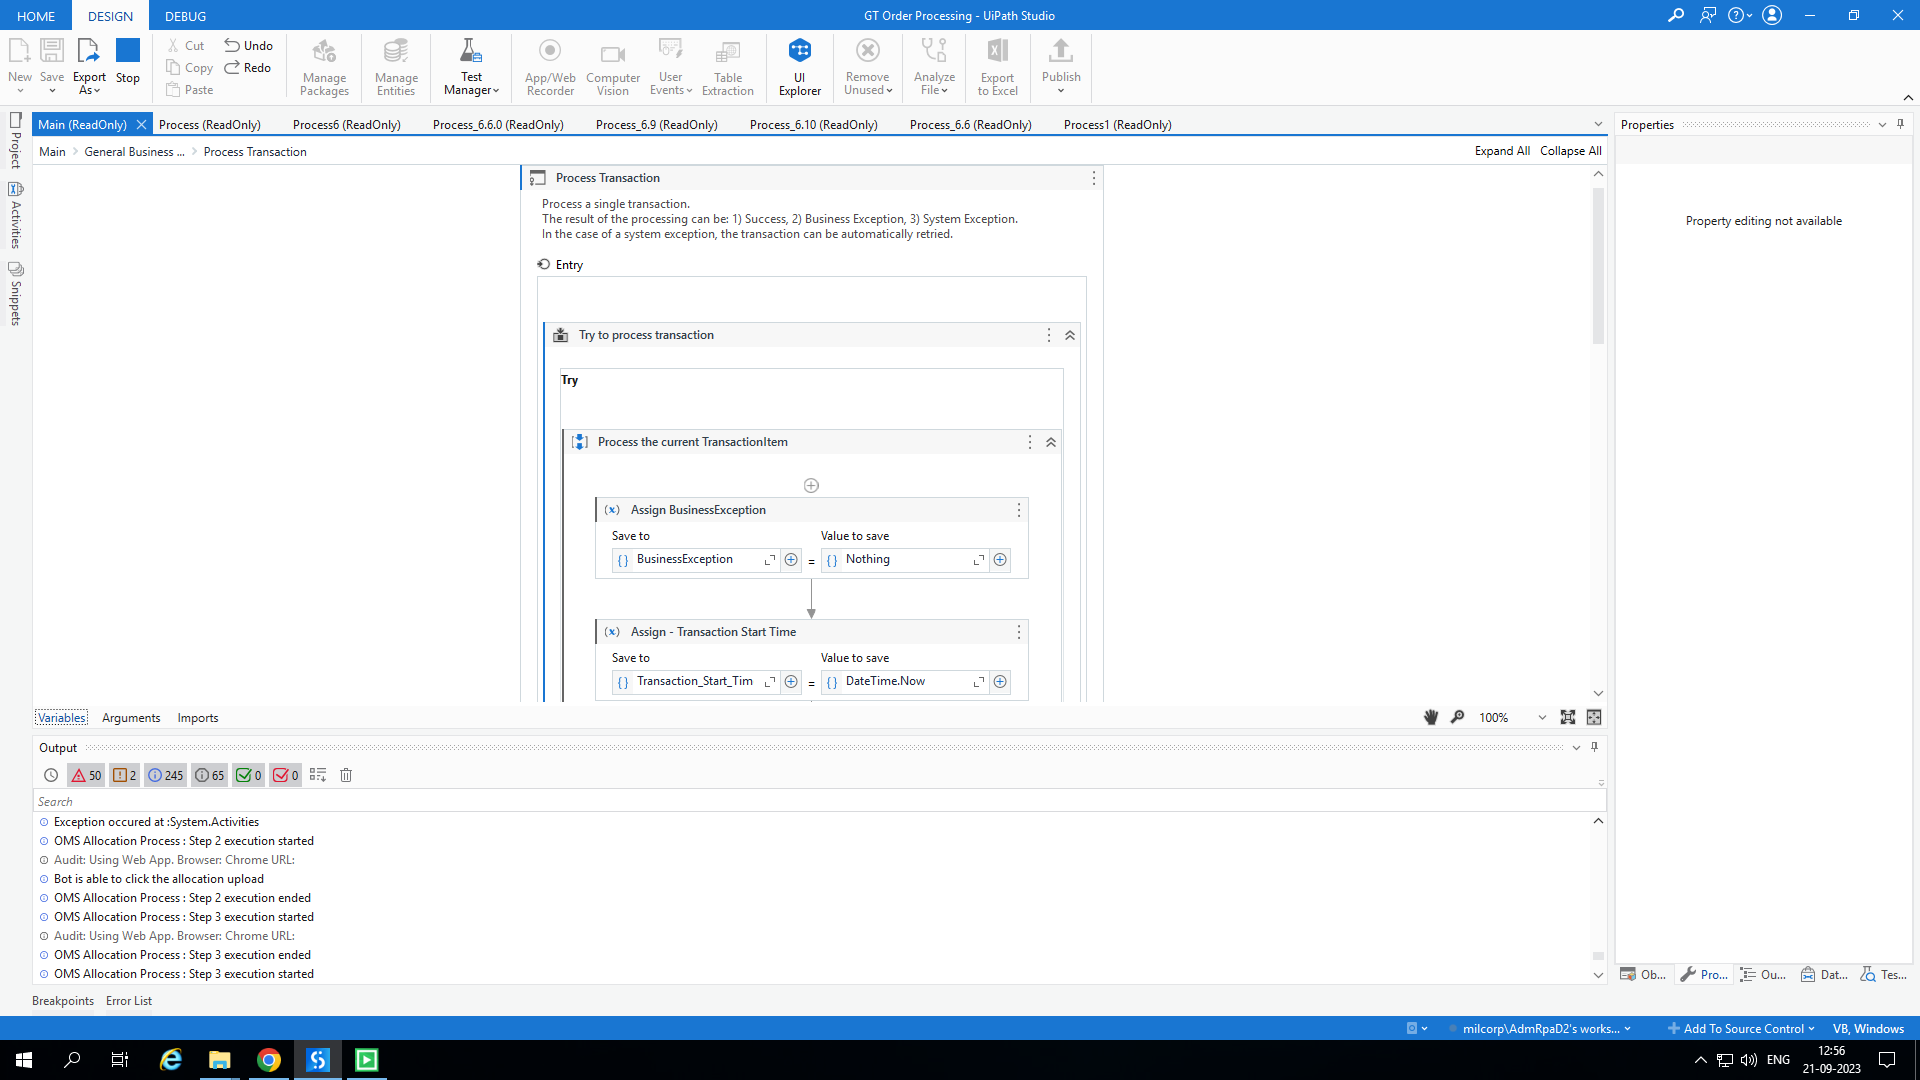 HOME DESIGN DEBUG GT Order Processing - UiPath Studio
New Save Export As Stop Cut Copy Paste Undo Redo Manage Packages Manage Entities Test Manager App/Web Recorder Computer Vision User Events Table Extraction UI Explorer Remove Unused Analyze File Export to Excel Publish
Main (ReadOnly) Process (ReadOnly) Process6 (ReadOnly) Process_6.6.0 (ReadOnly) Process_6.9 (ReadOnly) Process_6.10 (ReadOnly) Process_6.6 (ReadOnly) Process1 (ReadOnly)
Main General Business ... Process Transaction Expand All Collapse All
Project
Activities
Snippets
Process Transaction
Process a single transaction.
The result of the processing can be: 1) Success, 2) Business Exception, 3) System Exception.
In the case of a system exception, the transaction can be automatically retried.
Entry
Try to process transaction
Try
Process the current TransactionItem
Assign BusinessException
Save to Value to save
BusinessException = Nothing
Assign - Transaction Start Time
Save to Value to save
Transaction_Start_Tim = DateTime.Now
Variables Arguments Imports 100%
Output
50 2 245 65 0 0
Search
Exception occured at :System.Activities
OMS Allocation Process : Step 2 execution started
Audit: Using Web App. Browser: Chrome URL:
Bot is able to click the allocation upload
OMS Allocation Process : Step 2 execution ended
OMS Allocation Process : Step 3 execution started
Audit: Using Web App. Browser: Chrome URL:
OMS Allocation Process : Step 3 execution ended
OMS Allocation Process : Step 3 execution started
Breakpoints Error List
Properties
Property editing not available
Ob... Pro... Ou... Dat... Tes...
milcorp\AdmRpaD2's works... Add To Source Control VB, Windows
ENG 12:56
21-09-2023